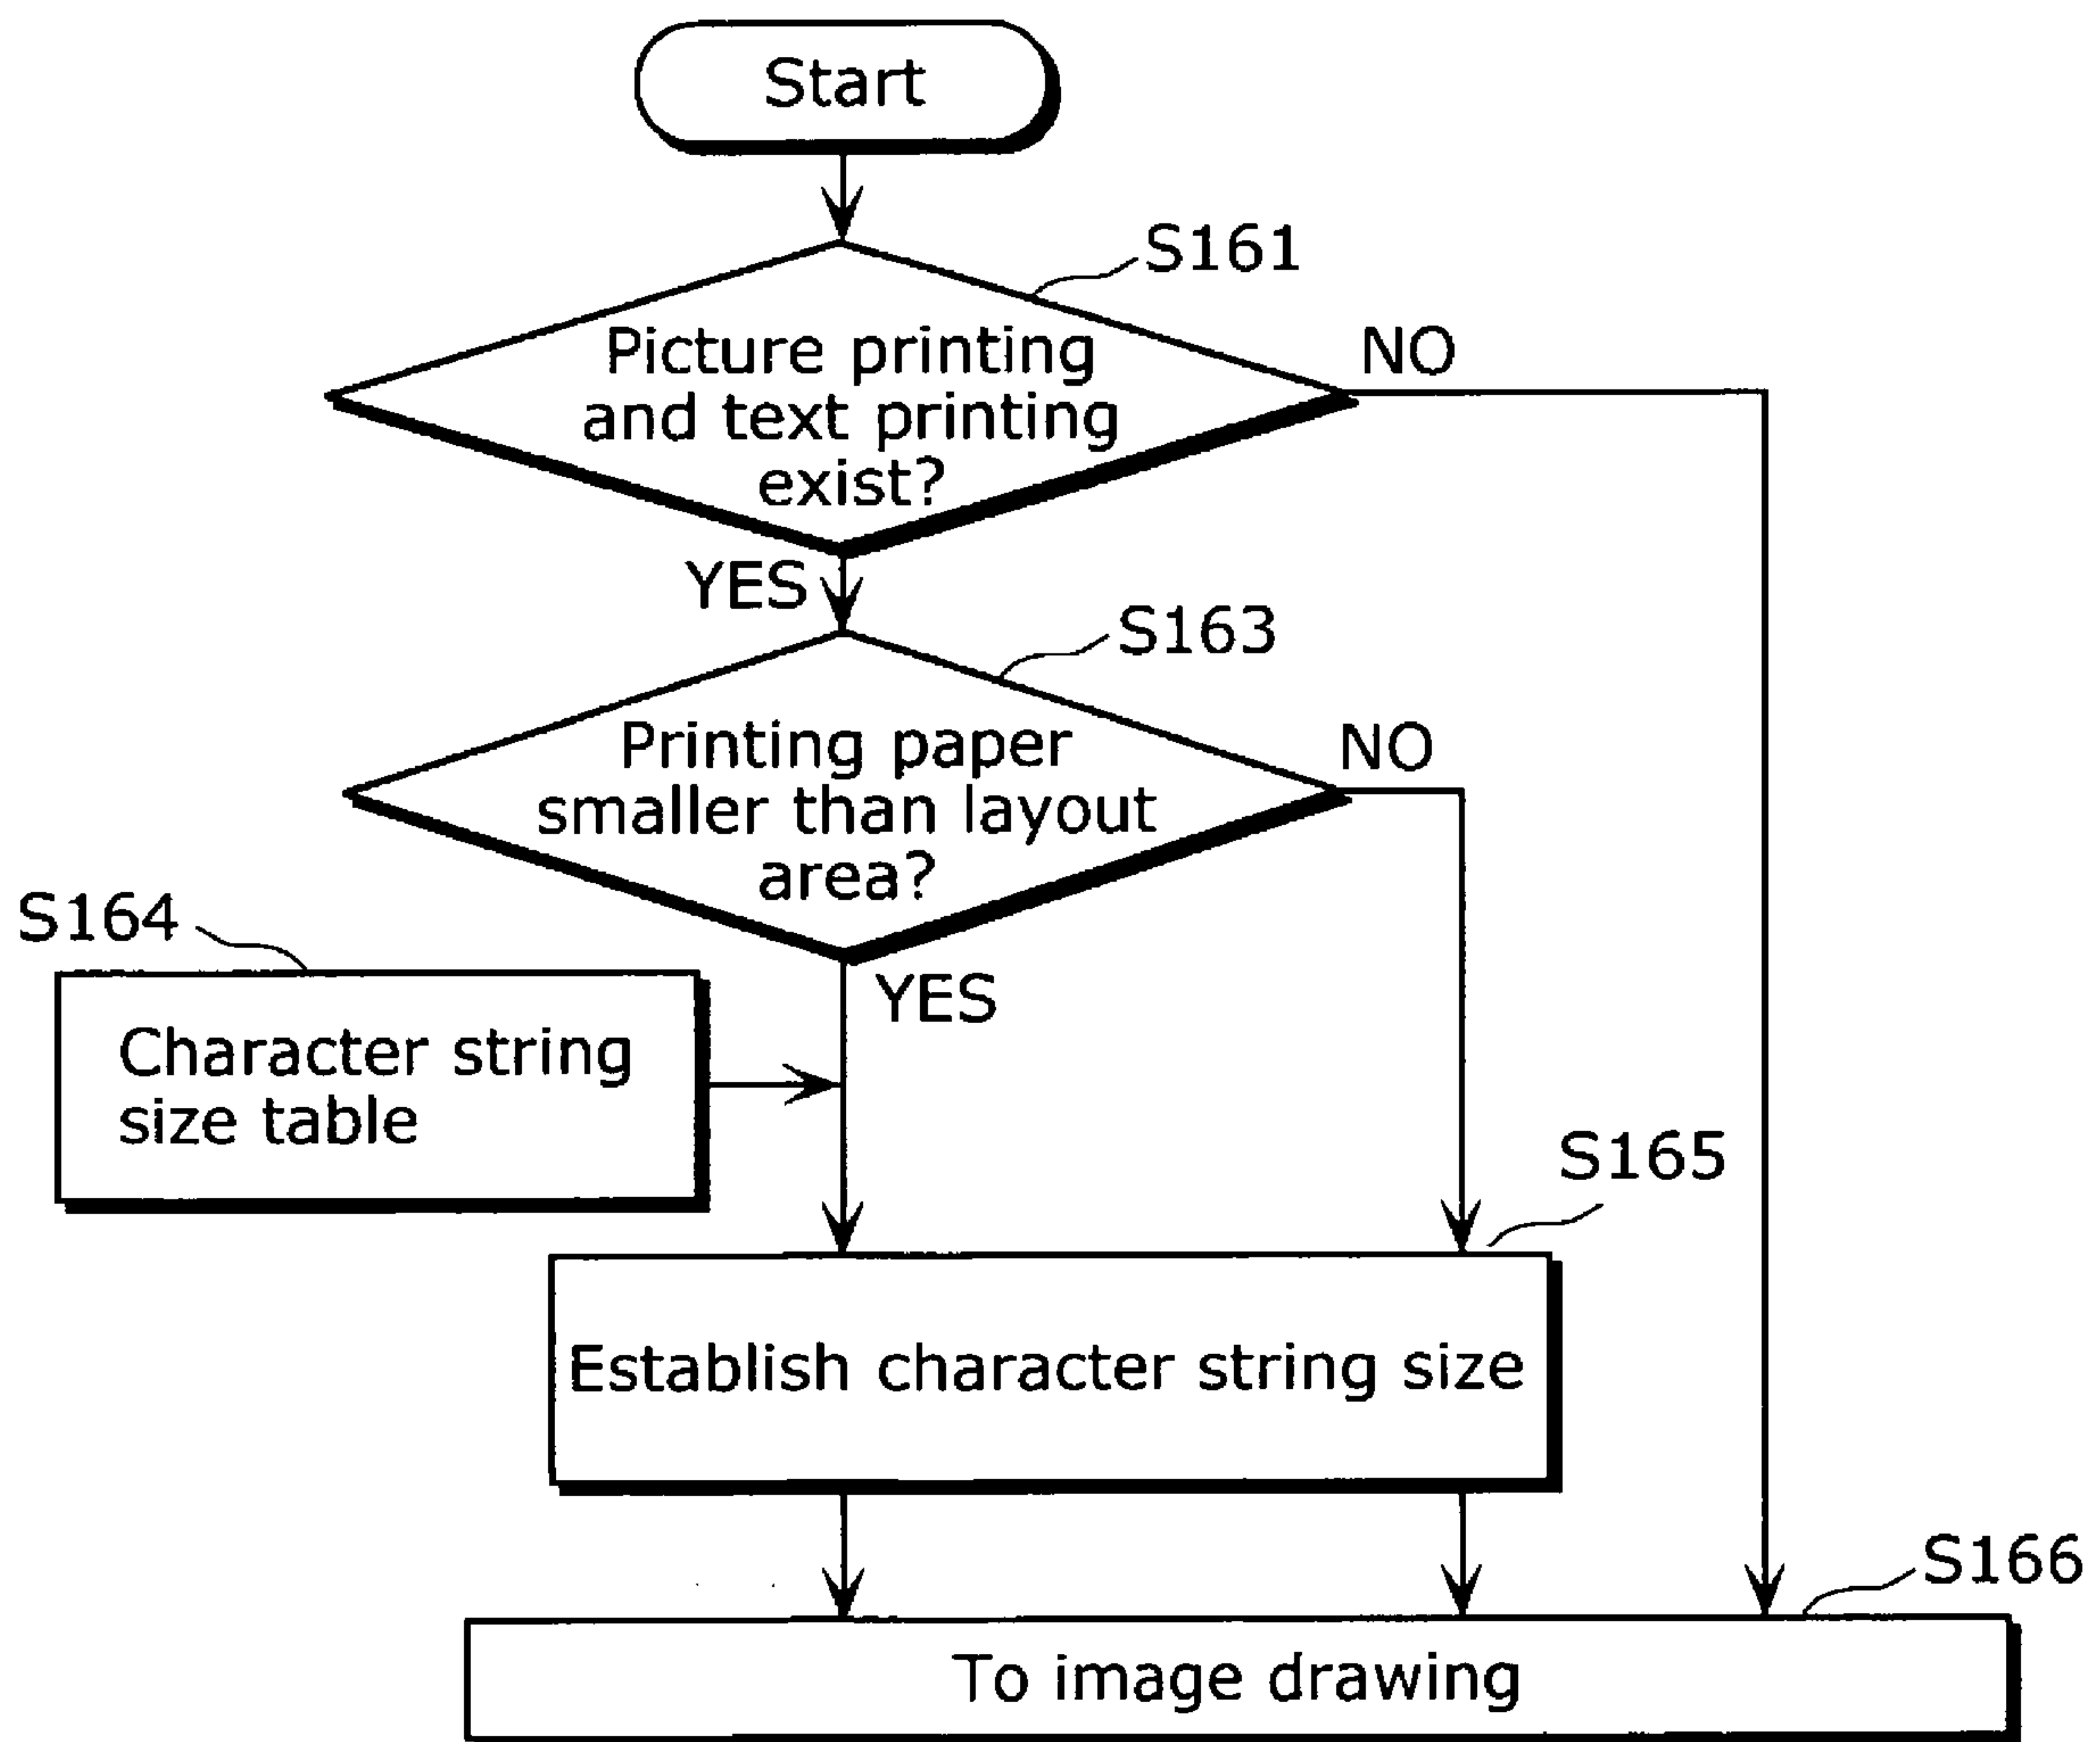 Start
S161
Picture printing
and text printing
exist?
NO
YES
S163
Printing paper
smaller than layout
area?
NO
YES
S164
Character string
size table
S165
Establish character string size
S166
To image drawing